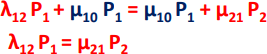 λ₁₂ P₁ + μ₁₀ P₁ = μ₁₀ P₁ + μ₂₁ P₂
λ₁₂ P₁ = μ₂₁ P₂